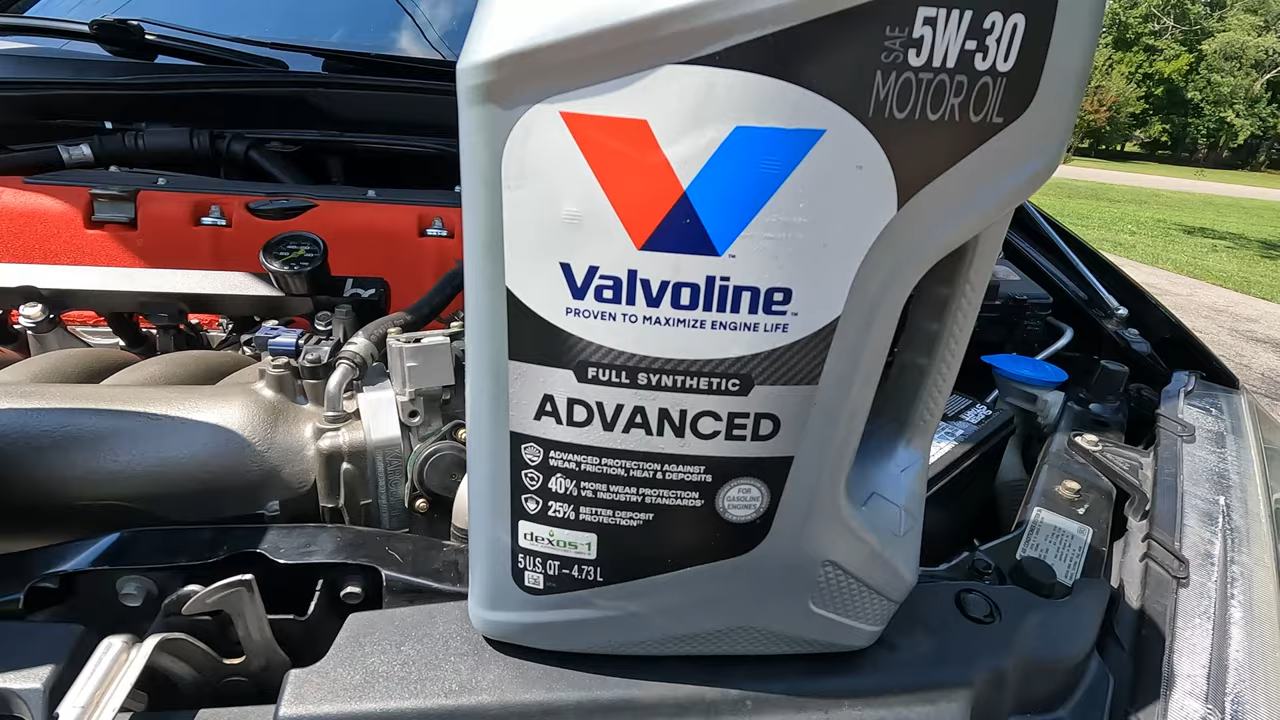 SAE 5W-30
MOTOR OIL
Valvoline™
PROVEN TO MAXIMIZE ENGINE LIFE
FULL SYNTHETIC
ADVANCED
ADVANCED PROTECTION AGAINST
WEAR, FRICTION, HEAT & DEPOSITS
40% MORE WEAR PROTECTION
VS. INDUSTRY STANDARDS
25% BETTER DEPOSIT
PROTECTION
FOR
GASOLINE
ENGINES
dexos1
5 U.S. QT – 4.73 L